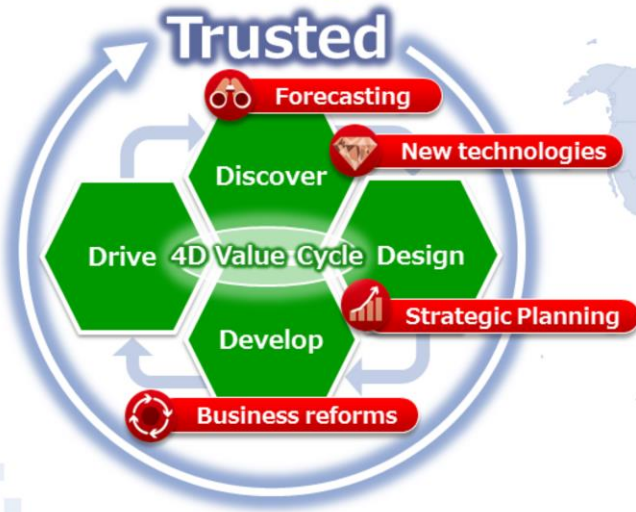 Trusted
Forecasting
New technologies
Discover
Drive
4D Value Cycle
Design
Strategic Planning
Develop
Business reforms